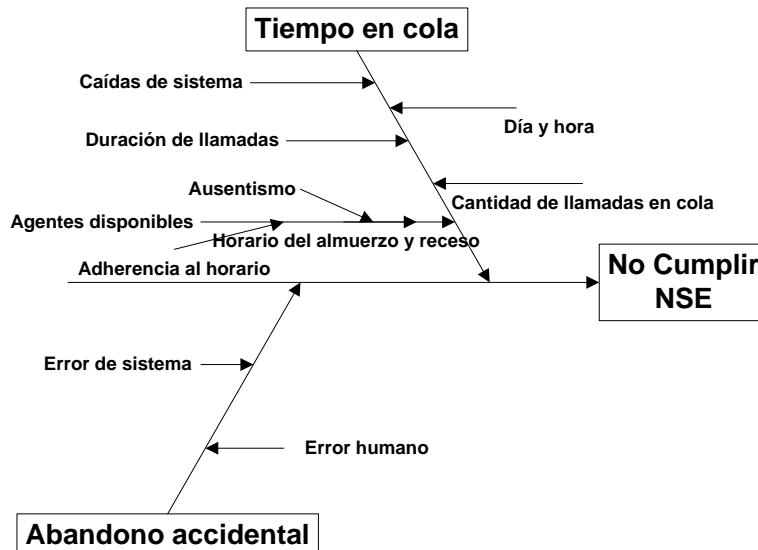 Tiempo en cola
Caídas de sistema
Día y hora
Duración de llamadas
Ausentismo
Cantidad de llamadas en cola
Agentes disponibles
Horario del almuerzo y receso
Adherencia al horario
No Cumplir
NSE
Error de sistema
Error humano
Abandono accidental